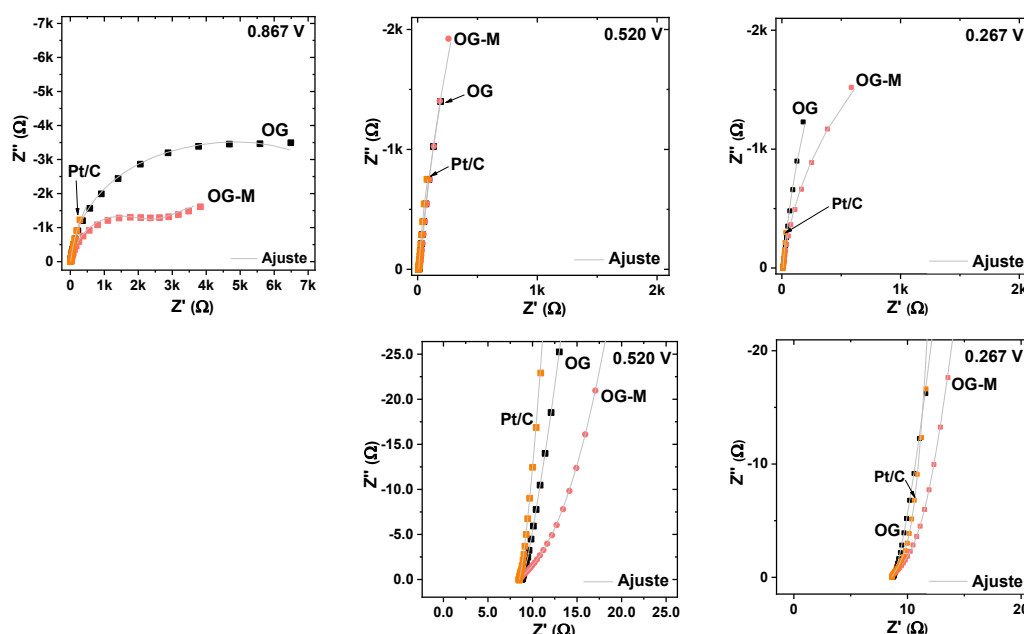 -7k
-6k
-5k
-4k
-3k
-2k
-1k
0
0.867 V
OG
Pt/C
OG-M
Ajuste
0 1k 2k 3k 4k 5k 6k 7k
Z'' (Ω)
Z' (Ω)
-2k
-1k
0
0.520 V
OG-M
OG
Pt/C
Ajuste
0 1k 2k
Z'' (Ω)
Z' (Ω)
-2k
-1k
0
0.267 V
OG
OG-M
Pt/C
Ajuste
0 1k 2k
Z'' (Ω)
Z' (Ω)
-25.0
-20.0
-15.0
-10.0
-5.0
0.0
0.520 V
OG
OG-M
Pt/C
Ajuste
0.0 5.0 10.0 15.0 20.0 25.0
Z'' (Ω)
Z' (Ω)
-20
-10
0
0.267 V
OG-M
Pt/C
OG
Ajuste
0 10 20
Z'' (Ω)
Z' (Ω)